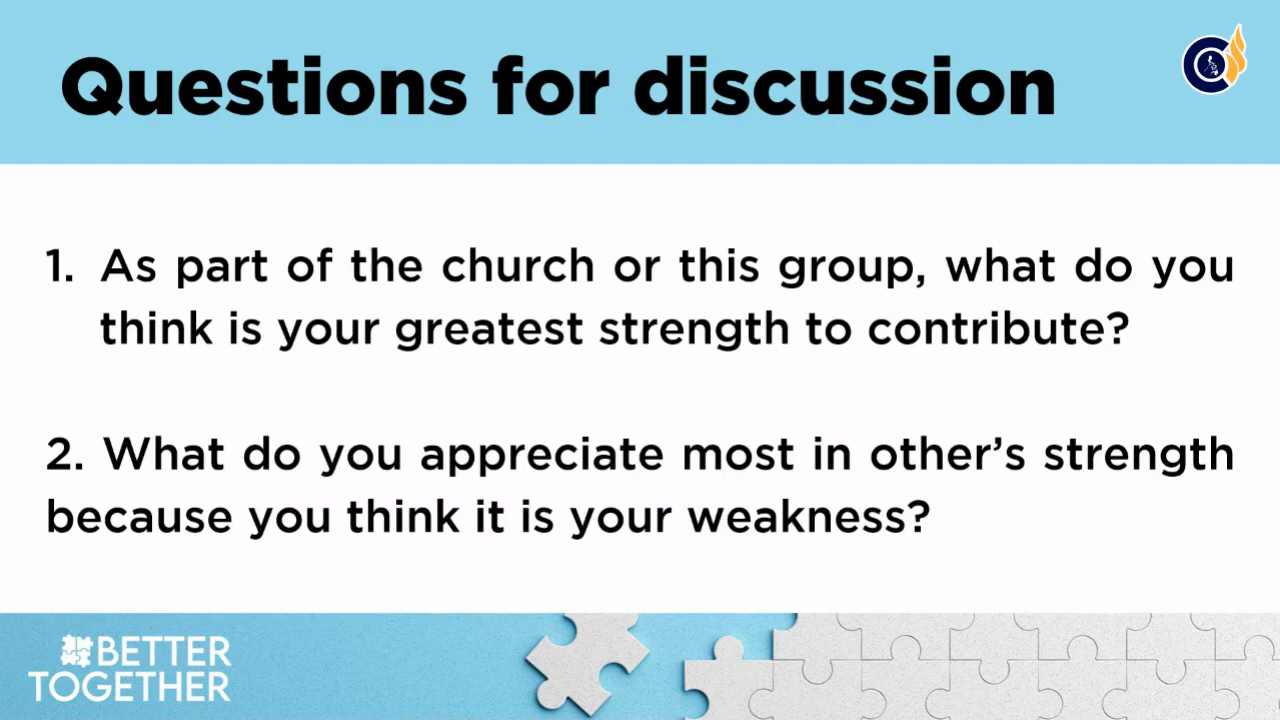 Questions for discussion
1. As part of the church or this group, what do you
think is your greatest strength to contribute?
2. What do you appreciate most in other’s strength
because you think it is your weakness?
BETTER
TOGETHER